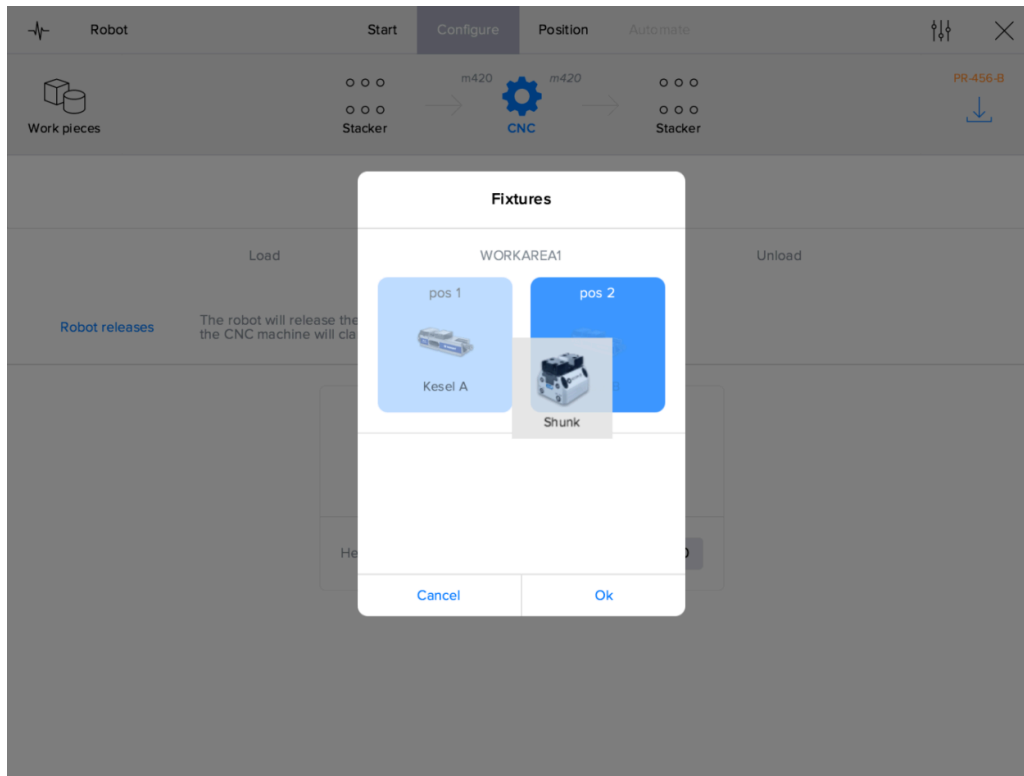 Robot
Start
Configure
Position
Automate
Work pieces
Stacker
m420
CNC
m420
Stacker
PR-456-B
Fixtures
Load
WORKAREA1
Unload
pos 1
pos 2
Robot releases
The robot will release the
the CNC machine will cla
Kesel A
Shunk
He
Cancel
Ok